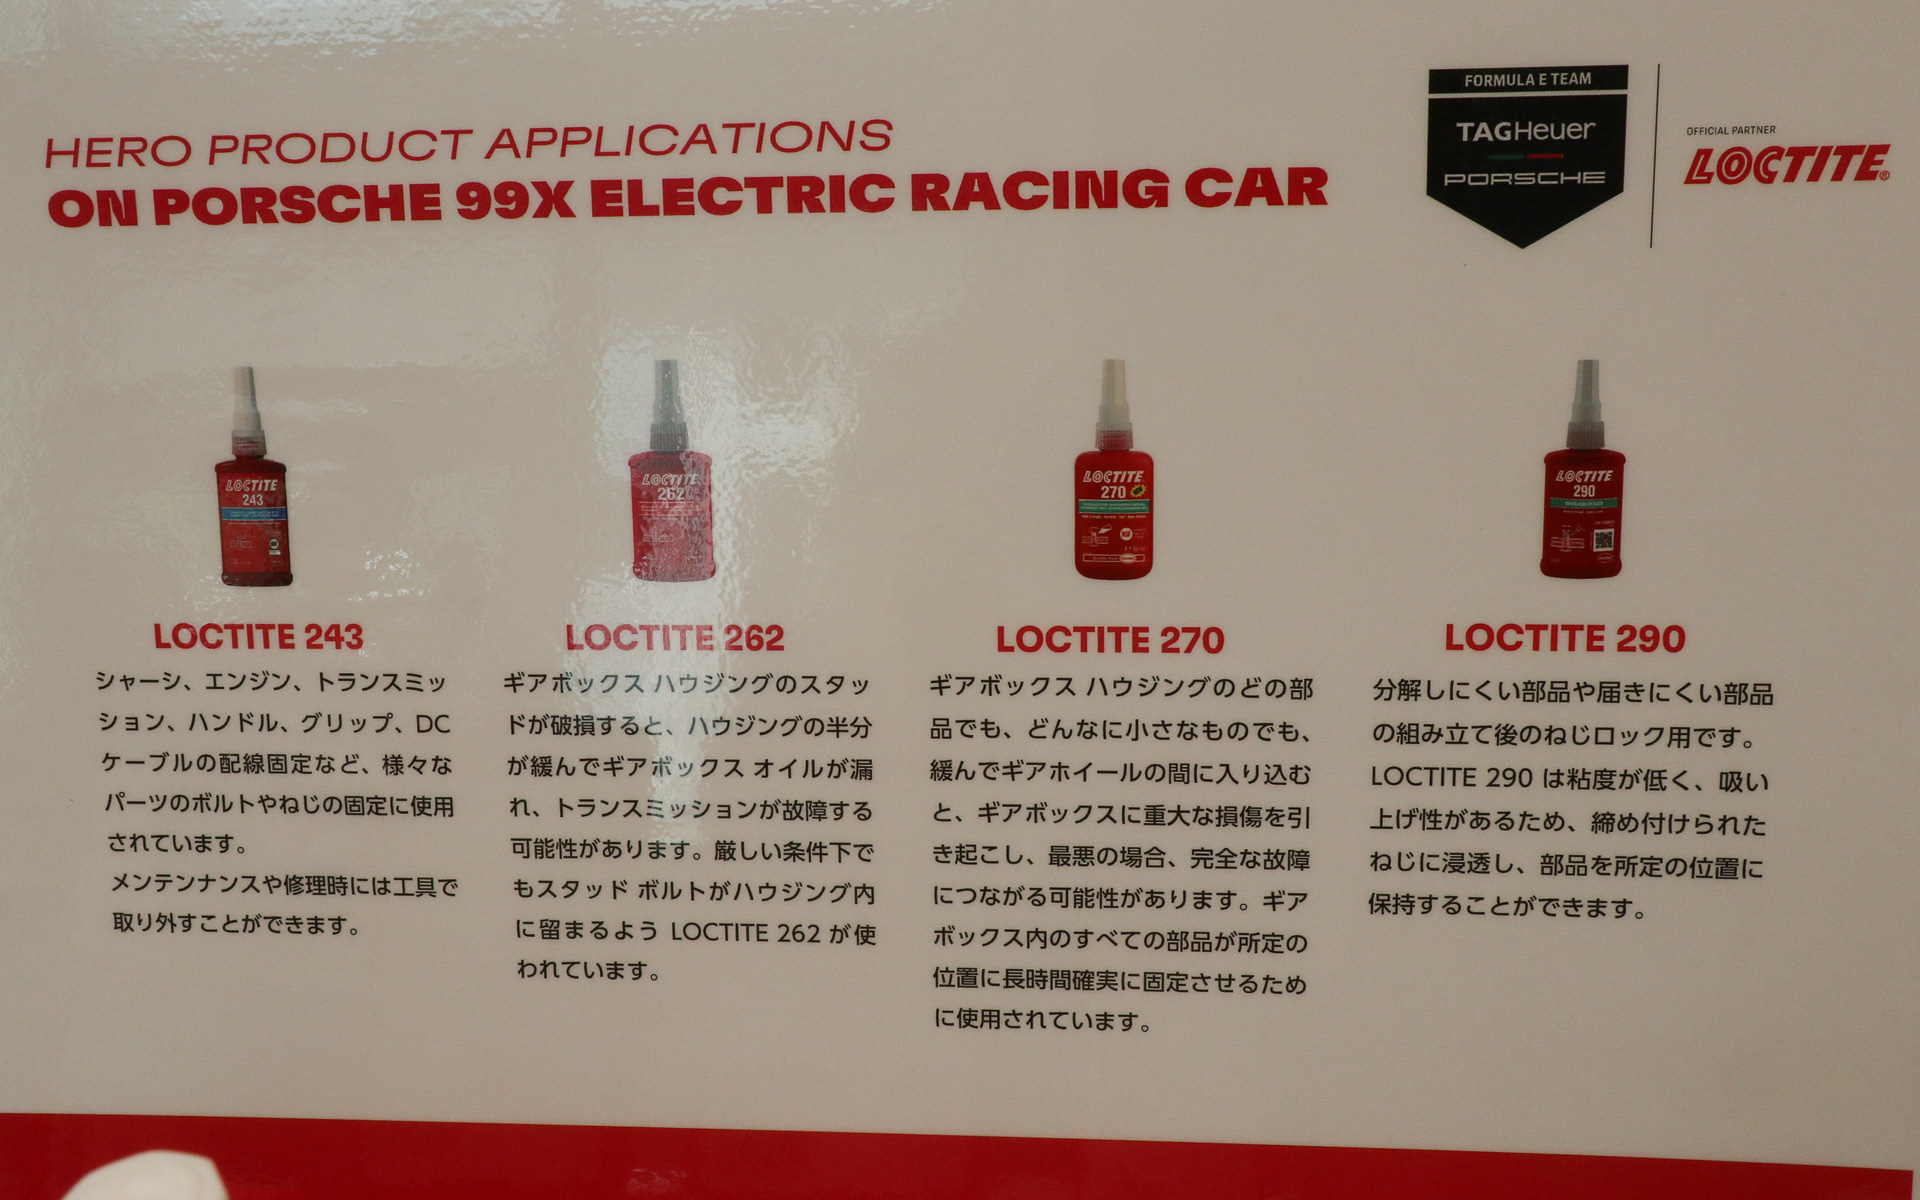 FORMULA E TEAM
TAGHeuer
PORSCHE
OFFICIAL PARTNER
LOCTITE®
HERO PRODUCT APPLICATIONS
ON PORSCHE 99X ELECTRIC RACING CAR
LOCTITE
243
LOCTITE
262
LOCTITE
270
LOCTITE
290
LOCTITE 243
シャーシ、エンジン、トランスミッ
ション、ハンドル、グリップ、DC
ケーブルの配線固定など、様々な
パーツのボルトやねじの固定に使用
されています。
メンテンナンスや修理時には工具で
取り外すことができます。
LOCTITE 262
ギアボックス ハウジングのスタッ
ドが破損すると、ハウジングの半分
が緩んでギアボックス オイルが漏
れ、トランスミッションが故障する
可能性があります。厳しい条件下で
もスタッド ボルトがハウジング内
に留まるよう LOCTITE 262 が使
われています。
LOCTITE 270
ギアボックス ハウジングのどの部
品でも、どんなに小さなものでも、
緩んでギアホイールの間に入り込む
と、ギアボックスに重大な損傷を引
き起こし、最悪の場合、完全な故障
につながる可能性があります。ギア
ボックス内のすべての部品が所定の
位置に長時間確実に固定させるため
に使用されています。
LOCTITE 290
分解しにくい部品や届きにくい部品
の組み立て後のねじロック用です。
LOCTITE 290 は粘度が低く、吸い
上げ性があるため、締め付けられた
ねじに浸透し、部品を所定の位置に
保持することができます。